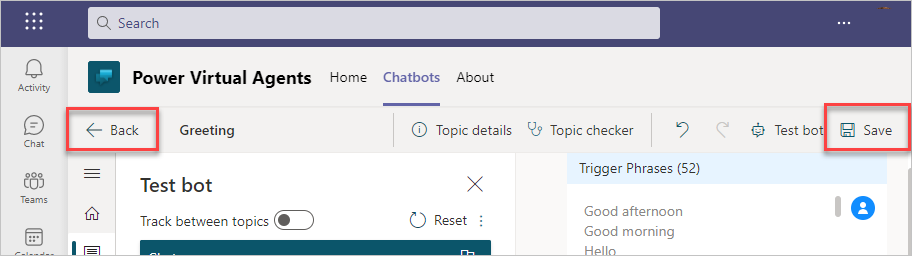 Search
...
Activity
Power Virtual Agents Home Chatbots About
Back Greeting Topic details Topic checker Test bot Save
Chat
Test bot
Trigger Phrases (52)
Teams
Track between topics Reset
Good afternoon
Good morning
Hello